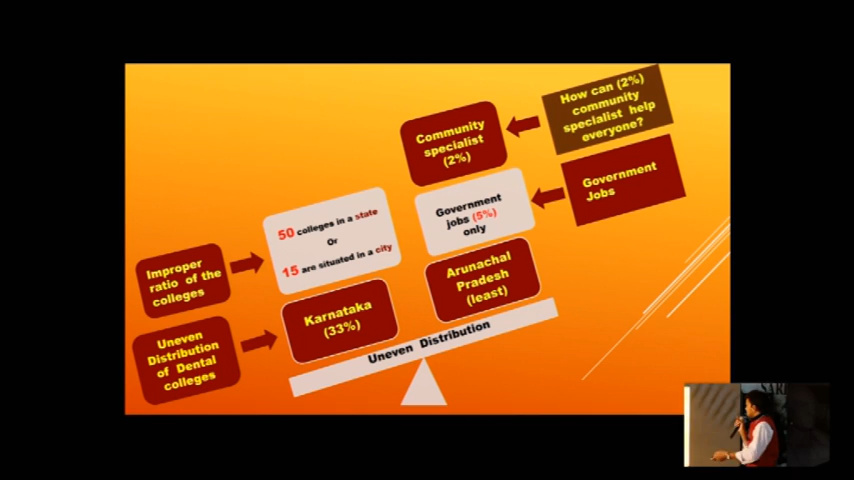 How can (2%)
community
specialist help
everyone?
Community
specialist
(2%)
Government
Jobs
Government
jobs (5%)
only
50 colleges in a state
Or
15 are situated in a city
Improper
ratio of the
colleges
Arunachal
Pradesh
(least)
Karnataka
(33%)
Uneven
Distribution
of Dental
colleges
Uneven Distribution